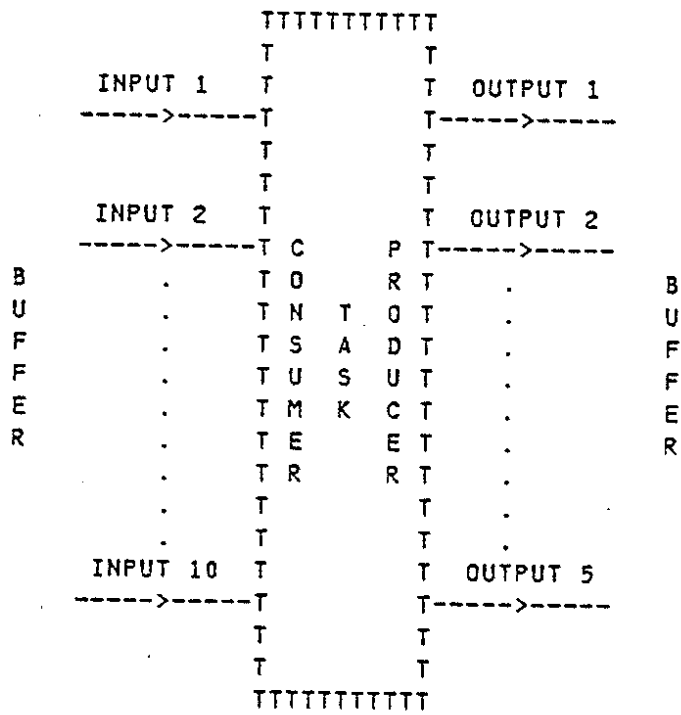 TTTTTTTTTTT
T T
INPUT 1 T T OUTPUT 1
----->-----T T----->-----
T T
T T
INPUT 2 T T OUTPUT 2
----->-----T C P T----->-----
B . T O R T . B
U . T N T O T . U
F . T S A D T . F
F . T U S U T . F
E . T M K C T . E
R . T E E T . R
. T R R T .
. T T .
. T T .
INPUT 10 T T OUTPUT 5
----->-----T T----->-----
T T
T T
TTTTTTTTTTT